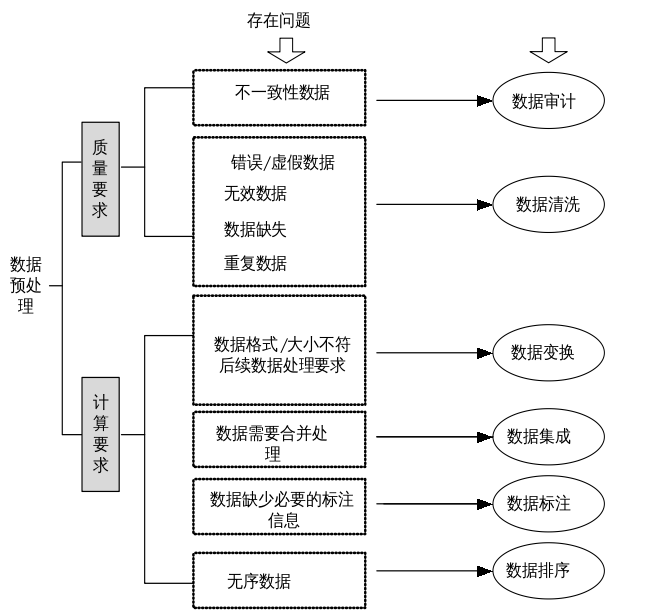 存在问题
不一致性数据
数据审计
质
量
要
求
错误/虚假数据
无效数据
数据缺失
重复数据
数据清洗
数据
预处
理
数据格式/大小不符
后续数据处理要求
数据变换
计
算
要
求
数据需要合并处
理
数据集成
数据缺少必要的标注
信息
数据标注
无序数据
数据排序